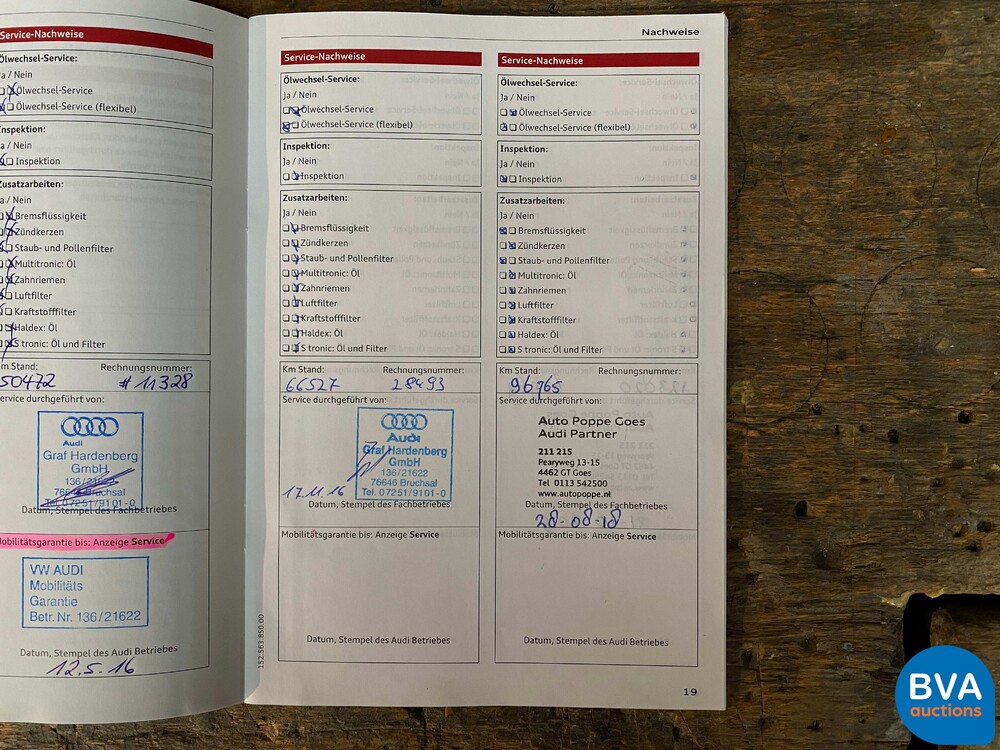 Service-Nachweise
Ölwechsel-Service:
Ja / Nein
Ölwechsel-Service
Ölwechsel-Service (flexibel)
Inspektion:
Ja / Nein
Inspektion
Zusatzarbeiten:
Ja / Nein
Bremsflüssigkeit
Zündkerzen
Staub- und Pollenfilter
Multitronic: Öl
Zahnriemen
Luftfilter
Kraftstofffilter
Haldex: Öl
S tronic: Öl und Filter
Km Stand: Rechnungsnummer:
50472 #11328
Service durchgeführt von:
Audi
Graf Hardenberg
GmbH
136/21622
76646 Bruchsal
Tel. 07251/9101-0
Datum, Stempel des Fachbetriebes
Mobilitätsgarantie bis: Anzeige Service
VW AUDI
Mobilitäts
Garantie
Betr. Nr. 136/21622
Datum, Stempel des Audi Betriebes
12.5.16
Nachweise
Service-Nachweise
Ölwechsel-Service:
Ja / Nein
Ölwechsel-Service
Ölwechsel-Service (flexibel)
Inspektion:
Ja / Nein
Inspektion
Zusatzarbeiten:
Ja / Nein
Bremsflüssigkeit
Zündkerzen
Staub- und Pollenfilter
Multitronic: Öl
Zahnriemen
Luftfilter
Kraftstofffilter
Haldex: Öl
S tronic: Öl und Filter
Km Stand: Rechnungsnummer:
66527 28493
Service durchgeführt von:
Audi
Graf Hardenberg
GmbH
136/21622
76646 Bruchsal
Tel. 07251/9101-0
17.11.16
Datum, Stempel des Fachbetriebes
Mobilitätsgarantie bis: Anzeige Service
Datum, Stempel des Audi Betriebes
152.563.850.00
Service-Nachweise
Ölwechsel-Service:
Ja / Nein
Ölwechsel-Service
Ölwechsel-Service (flexibel)
Inspektion:
Ja / Nein
Inspektion
Zusatzarbeiten:
Ja / Nein
Bremsflüssigkeit
Zündkerzen
Staub- und Pollenfilter
Multitronic: Öl
Zahnriemen
Luftfilter
Kraftstofffilter
Haldex: Öl
S tronic: Öl und Filter
Km Stand: Rechnungsnummer:
96765
Service durchgeführt von:
Auto Poppe Goes
Audi Partner
211 215
Pearyweg 13-15
4462 GT Goes
Tel 0113 542500
www.autopoppe.nl
Datum, Stempel des Fachbetriebes
28-08-18
Mobilitätsgarantie bis: Anzeige Service
Datum, Stempel des Audi Betriebes
19
BVA
auctions